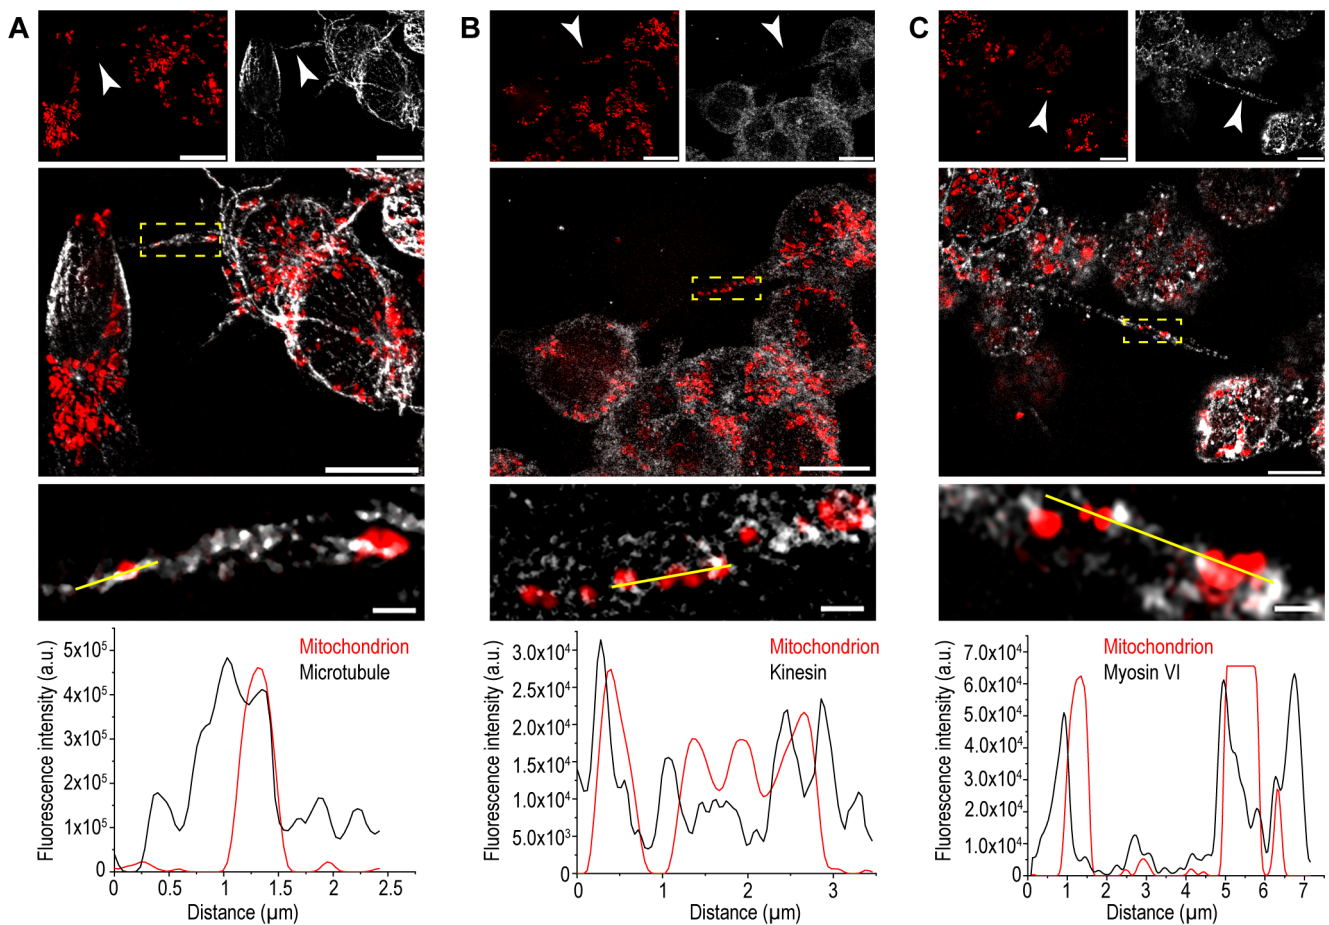 A
B
C
Mitochondrion
Microtubule
Fluorescence intensity (a.u.)
5x10⁵
4x10⁵
3x10⁵
2x10⁵
1x10⁵
0
0 0.5 1.0 1.5 2.0 2.5
Distance (µm)
Mitochondrion
Kinesin
Fluorescence intensity (a.u.)
3.0x10⁴
2.5x10⁴
2.0x10⁴
1.5x10⁴
1.0x10⁴
5.0x10³
0.0
0 1 2 3
Distance (µm)
Mitochondrion
Myosin VI
Fluorescence intensity (a.u.)
7.0x10⁴
6.0x10⁴
5.0x10⁴
4.0x10⁴
3.0x10⁴
2.0x10⁴
1.0x10⁴
0.0
0 1 2 3 4 5 6 7
Distance (µm)